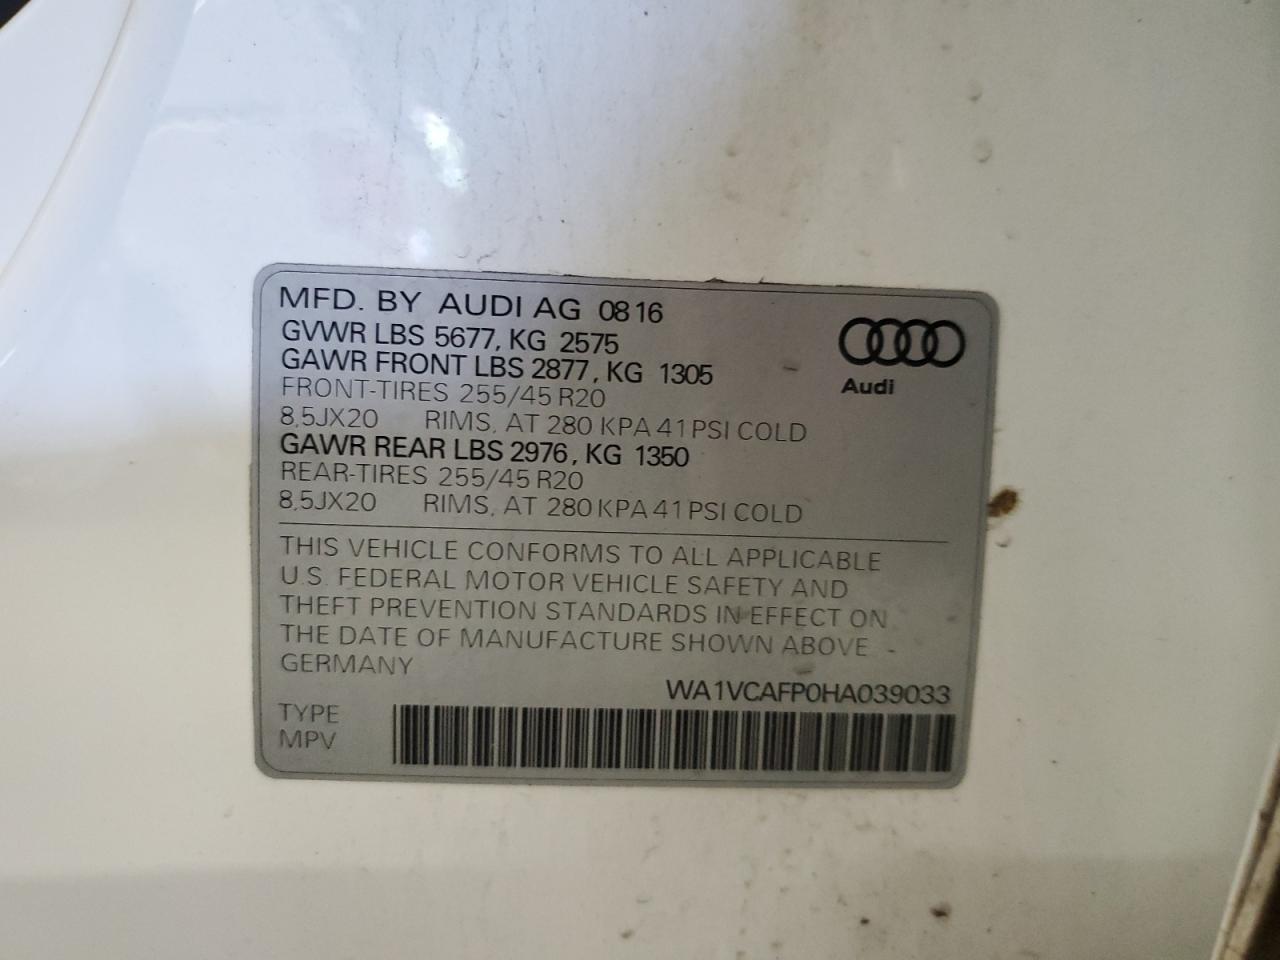 MFD. BY AUDI AG 0816
GVWR LBS 5677, KG 2575
GAWR FRONT LBS 2877, KG 1305
FRONT-TIRES 255/45 R20
8,5JX20 RIMS, AT 280 KPA 41 PSI COLD
GAWR REAR LBS 2976, KG 1350
REAR-TIRES 255/45 R20
8,5JX20 RIMS, AT 280 KPA 41 PSI COLD
Audi
THIS VEHICLE CONFORMS TO ALL APPLICABLE
U.S. FEDERAL MOTOR VEHICLE SAFETY AND
THEFT PREVENTION STANDARDS IN EFFECT ON
THE DATE OF MANUFACTURE SHOWN ABOVE
GERMANY
WA1VCAFP0HA039033
TYPE
MPV